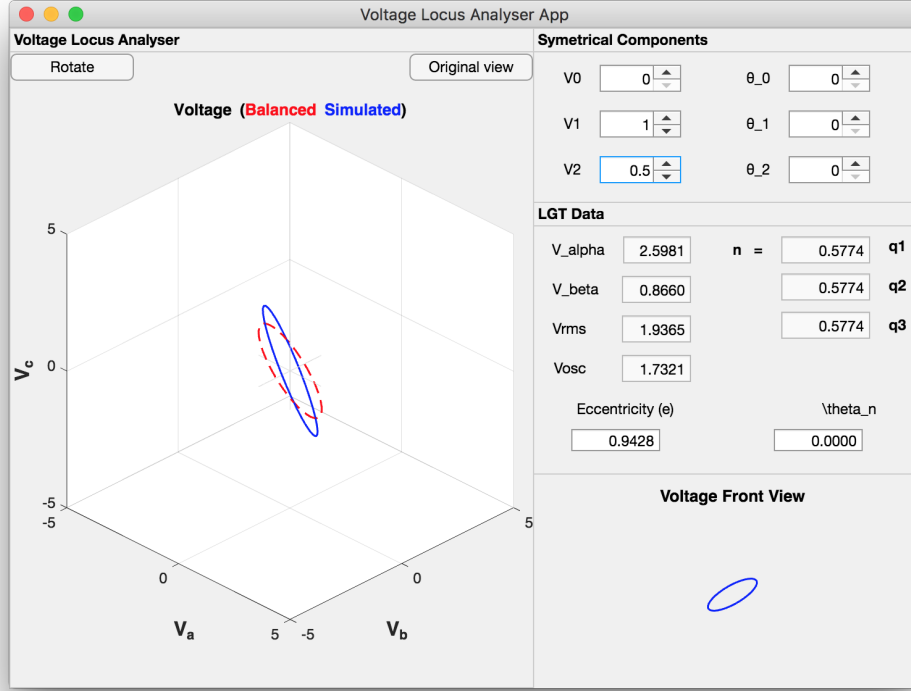 Voltage Locus Analyser App
Voltage Locus Analyser
Rotate
Original view
Voltage (Balanced Simulated)
5
0
-5
V_c
-5
0
5
V_a
-5
0
5
V_b
Symetrical Components
V0 0 θ_0 0
V1 1 θ_1 0
V2 0.5 θ_2 0
LGT Data
V_alpha 2.5981 n = 0.5774 q1
V_beta 0.8660 0.5774 q2
Vrms 1.9365 0.5774 q3
Vosc 1.7321
Eccentricity (e) \theta_n
0.9428 0.0000
Voltage Front View